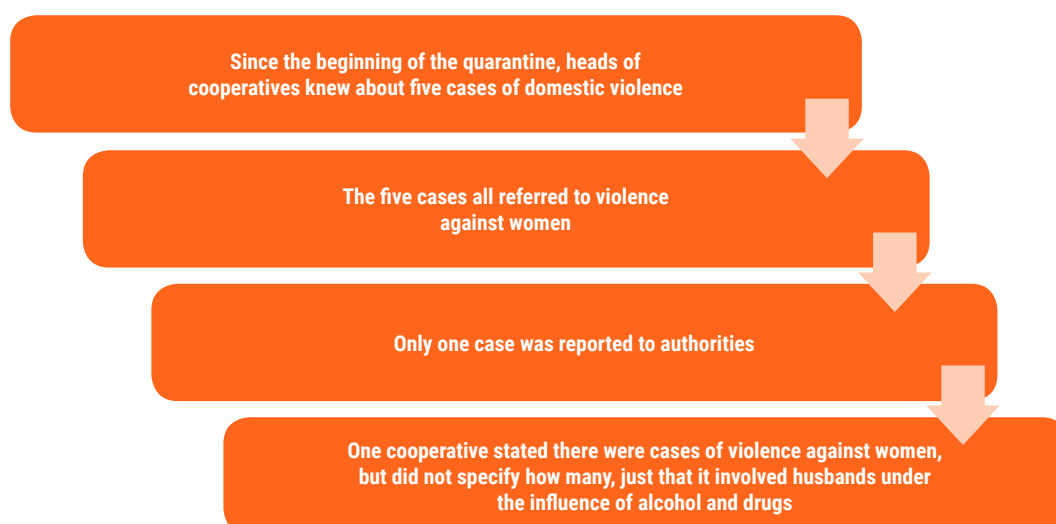 Since the beginning of the quarantine, heads of
cooperatives knew about five cases of domestic violence
The five cases all referred to violence
against women
Only one case was reported to authorities
One cooperative stated there were cases of violence against women,
but did not specify how many, just that it involved husbands under
the influence of alcohol and drugs